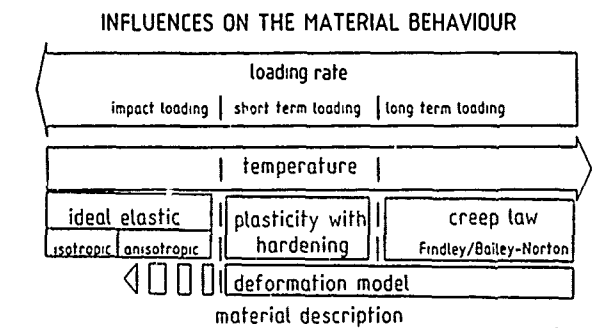 INFLUENCES ON THE MATERIAL BEHAVIOUR
loading rate
impact loading | short term loading | long term loading
temperature
ideal elastic
isotropic anisotropic
plasticity with
hardening
creep law
Findley/Bailey-Norton
deformation model
material description